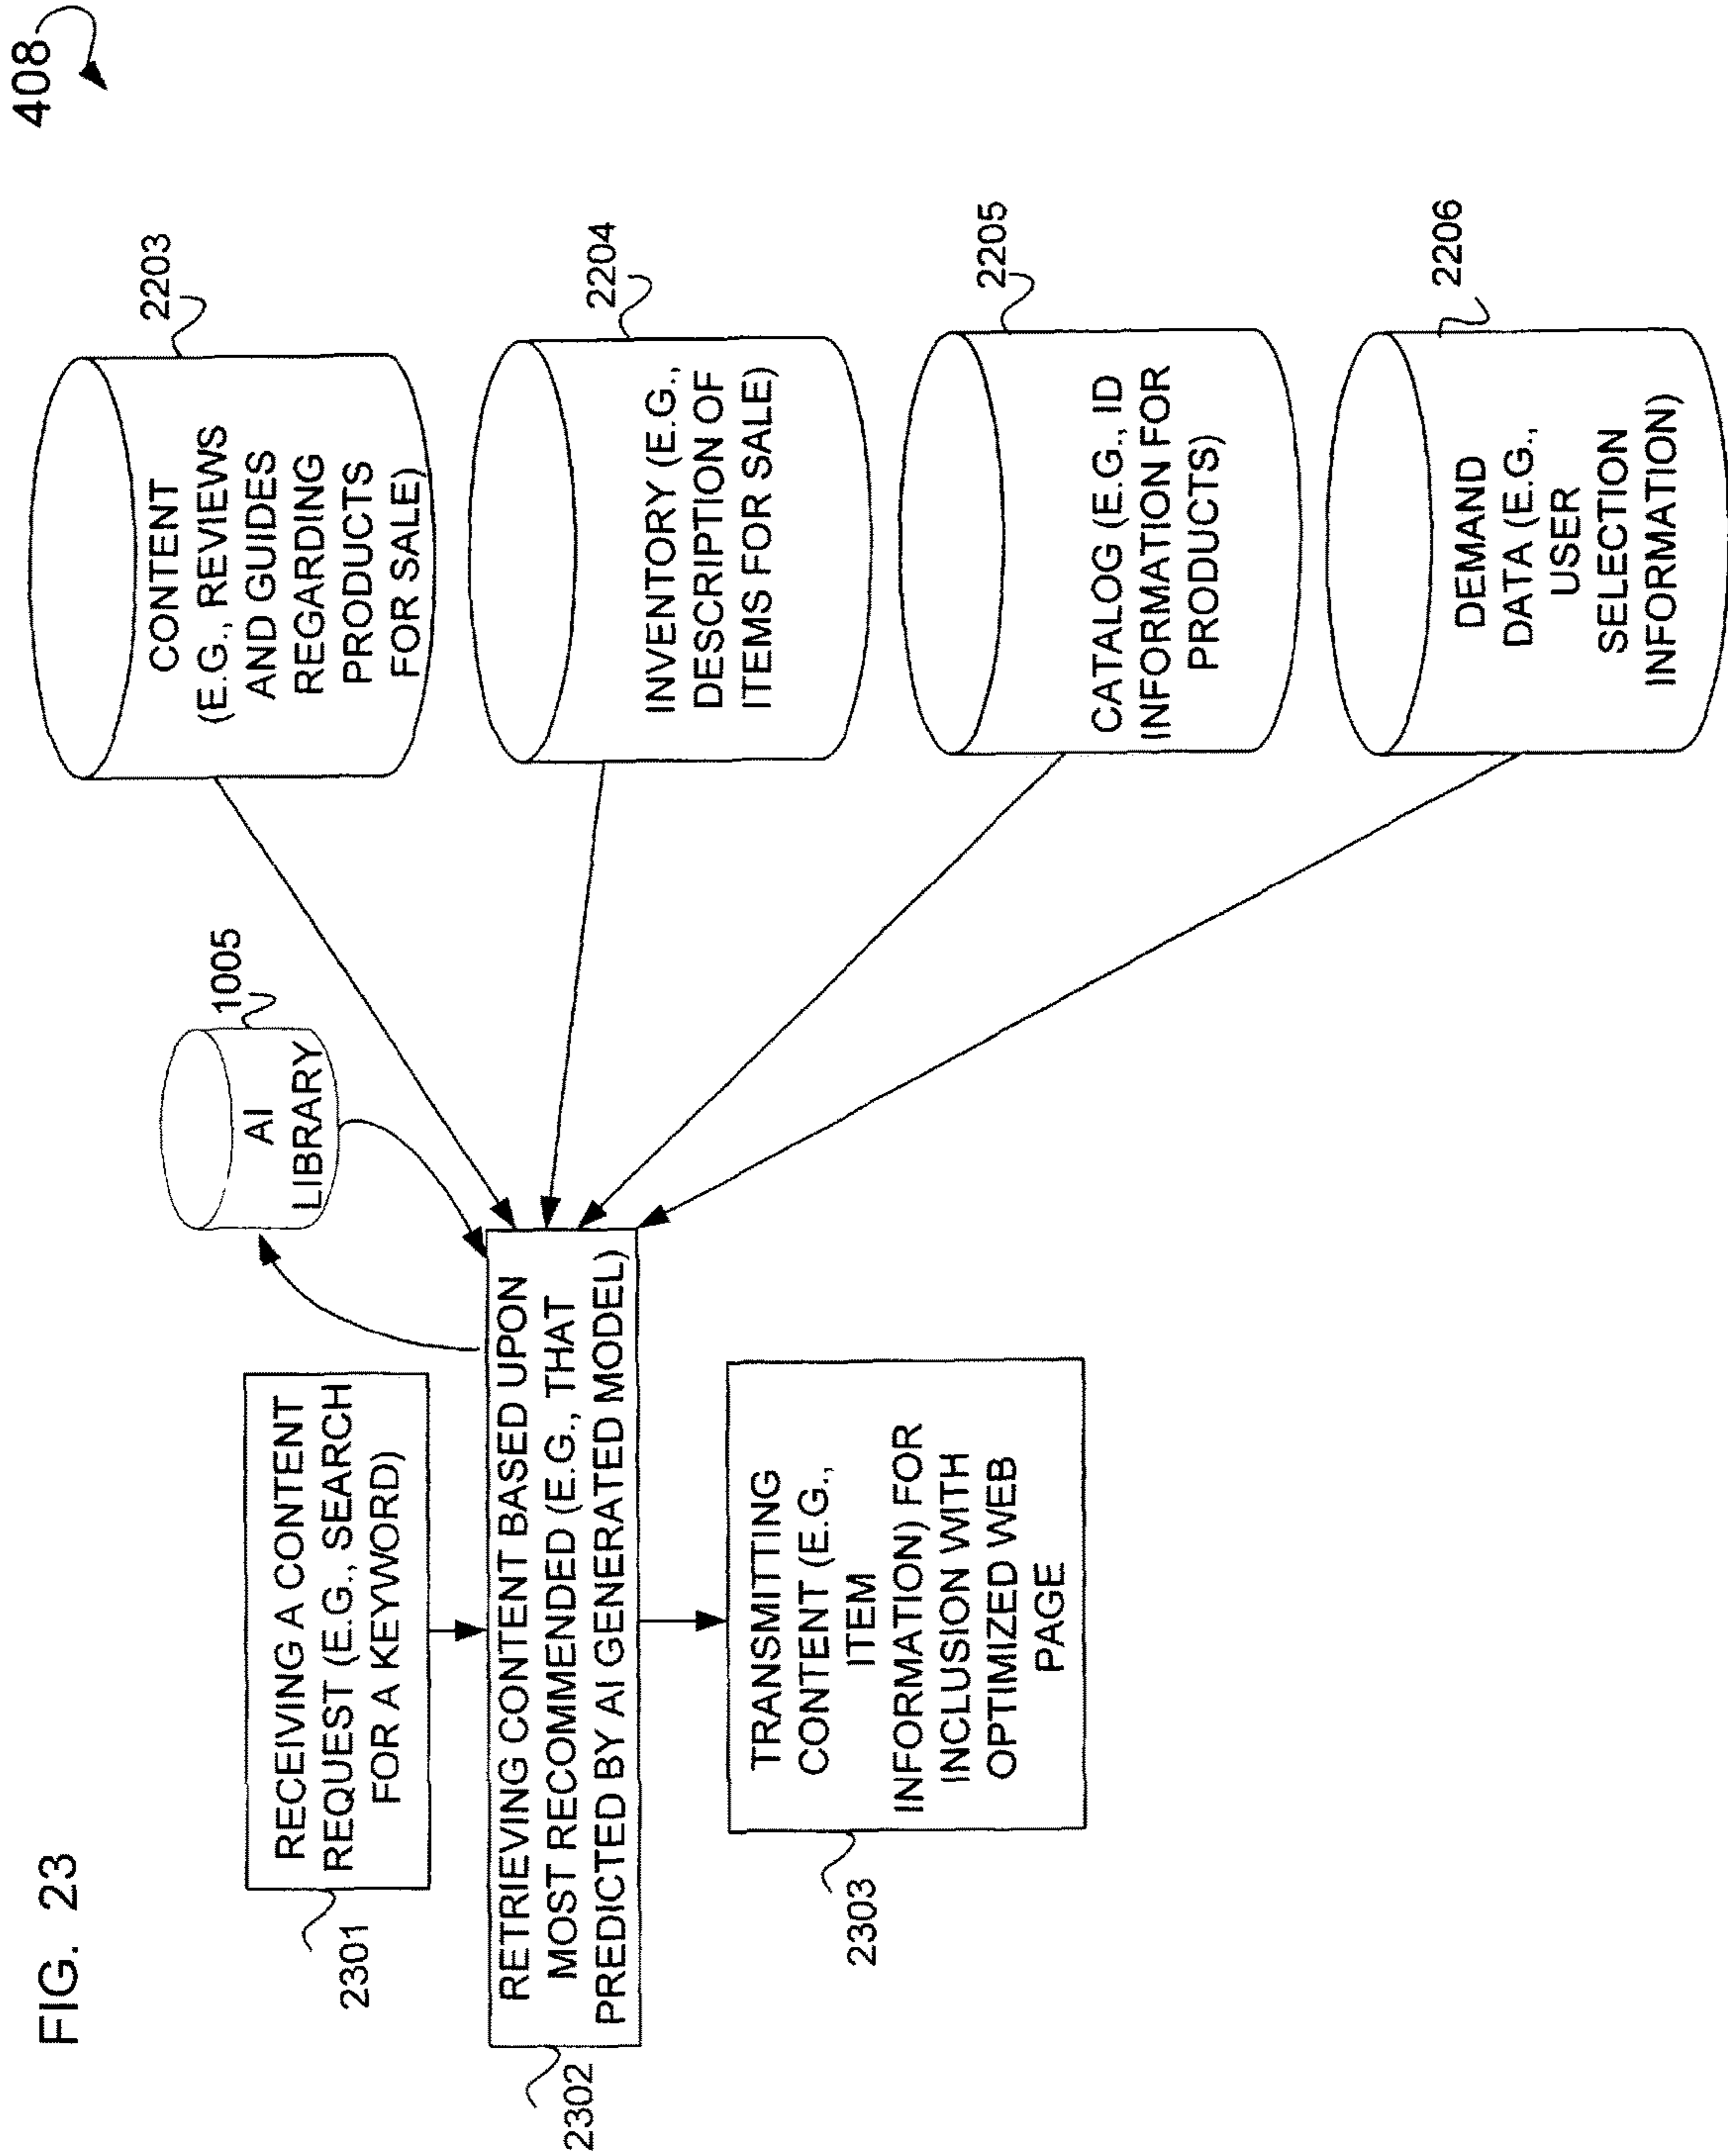 FIG. 23
408
2301
RECEIVING A CONTENT
REQUEST (E.G., SEARCH
FOR A KEYWORD)
1005
AI
LIBRARY
2302
RETRIEVING CONTENT BASED UPON
MOST RECOMMENDED (E.G., THAT
PREDICTED BY AI GENERATED MODEL)
2303
TRANSMITTING
CONTENT (E.G.,
ITEM
INFORMATION) FOR
INCLUSION WITH
OPTIMIZED WEB
PAGE
2203
CONTENT
(E.G., REVIEWS
AND GUIDES
REGARDING
PRODUCTS
FOR SALE)
2204
INVENTORY (E.G.,
DESCRIPTION OF
ITEMS FOR SALE)
2205
CATALOG (E.G., ID
INFORMATION FOR
PRODUCTS)
2206
DEMAND
DATA (E.G.,
USER
SELECTION
INFORMATION)